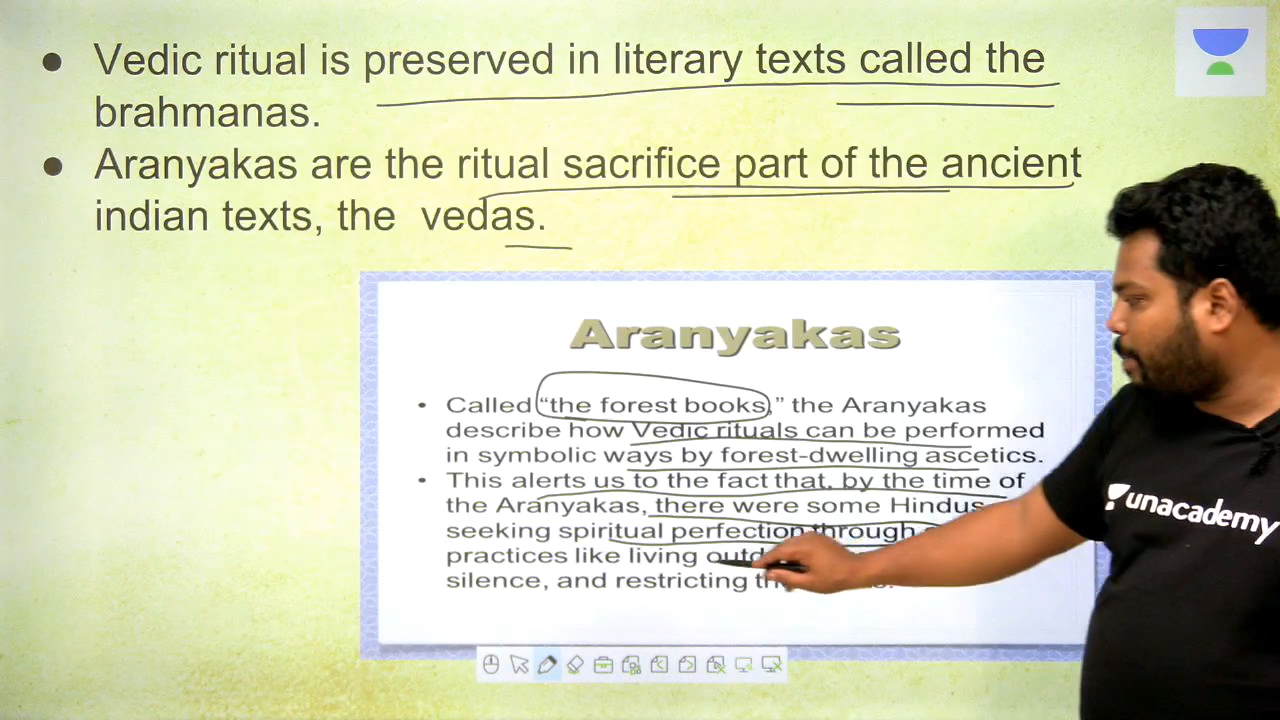 ● Vedic ritual is preserved in literary texts called the
brahmanas.
● Aranyakas are the ritual sacrifice part of the ancient
indian texts, the vedas.
Aranyakas
• Called “the forest books,” the Aranyakas
describe how Vedic rituals can be performed
in symbolic ways by forest-dwelling ascetics.
• This alerts us to the fact that, by the time of
the Aranyakas, there were some Hindus
seeking spiritual perfection through
practices like living
silence, and restricting
unacademy